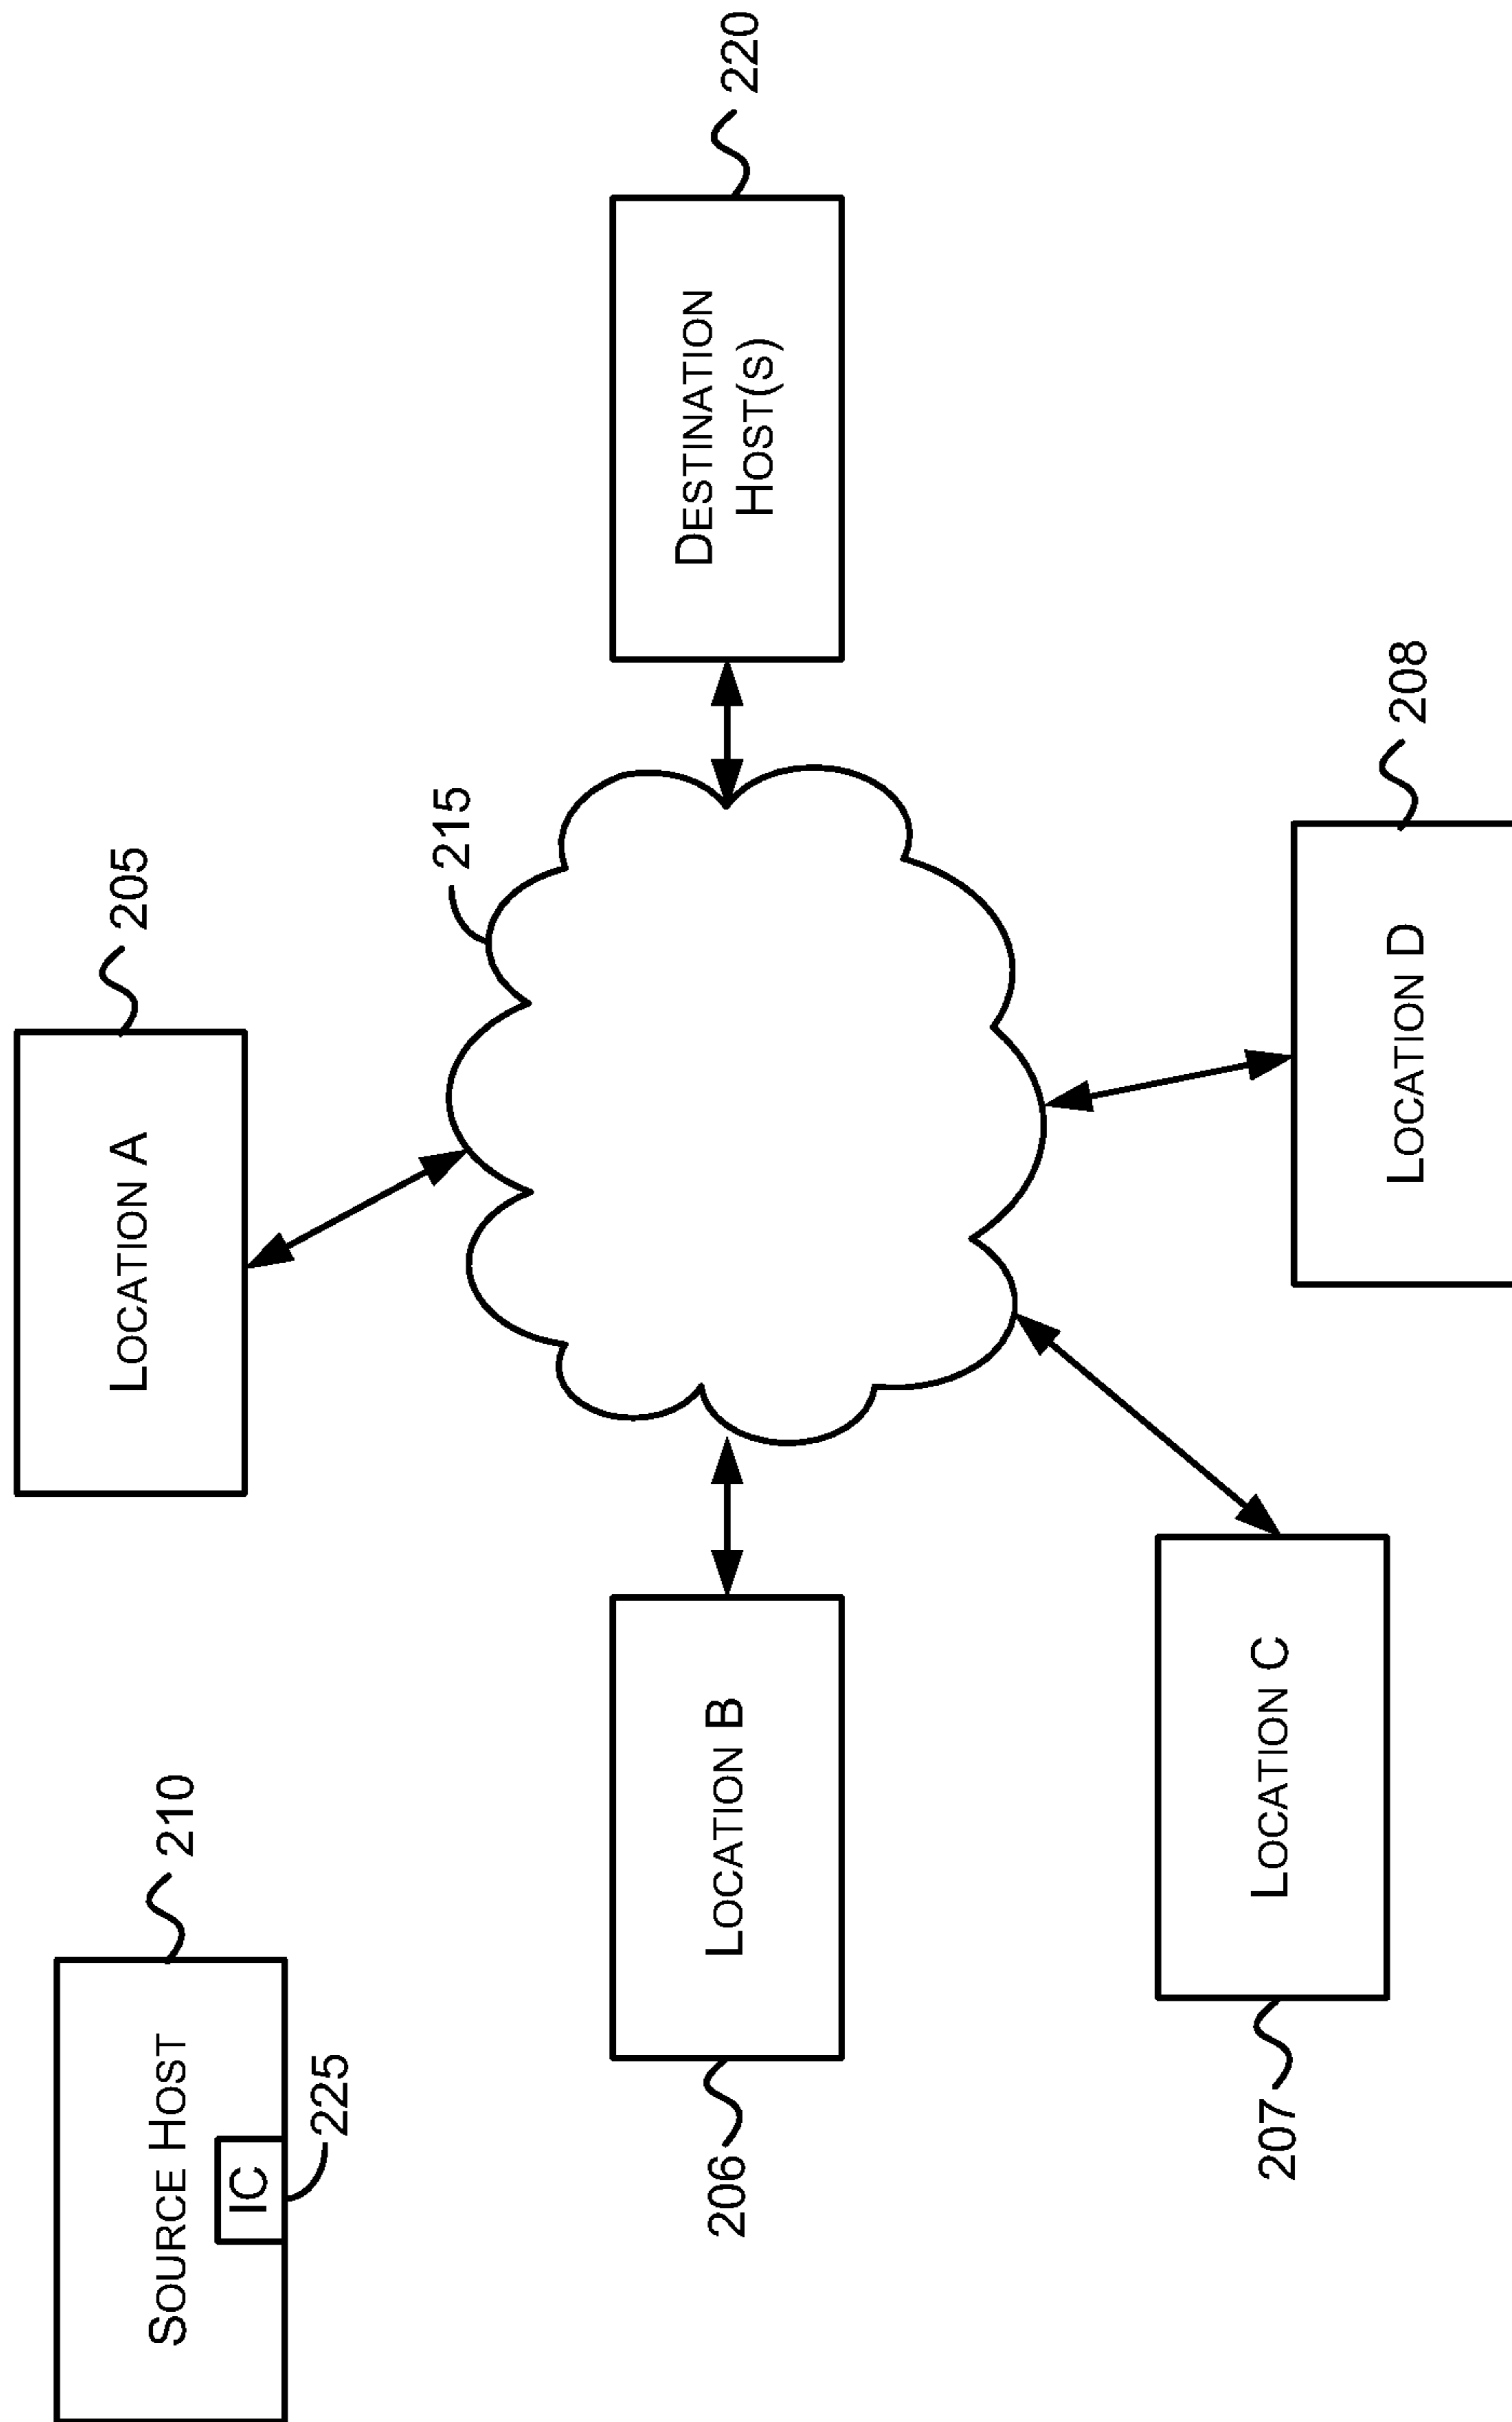 SOURCE HOST
IC
210
225
LOCATION A
205
215
LOCATION B
206
DESTINATION
HOST(S)
220
LOCATION C
207
LOCATION D
208